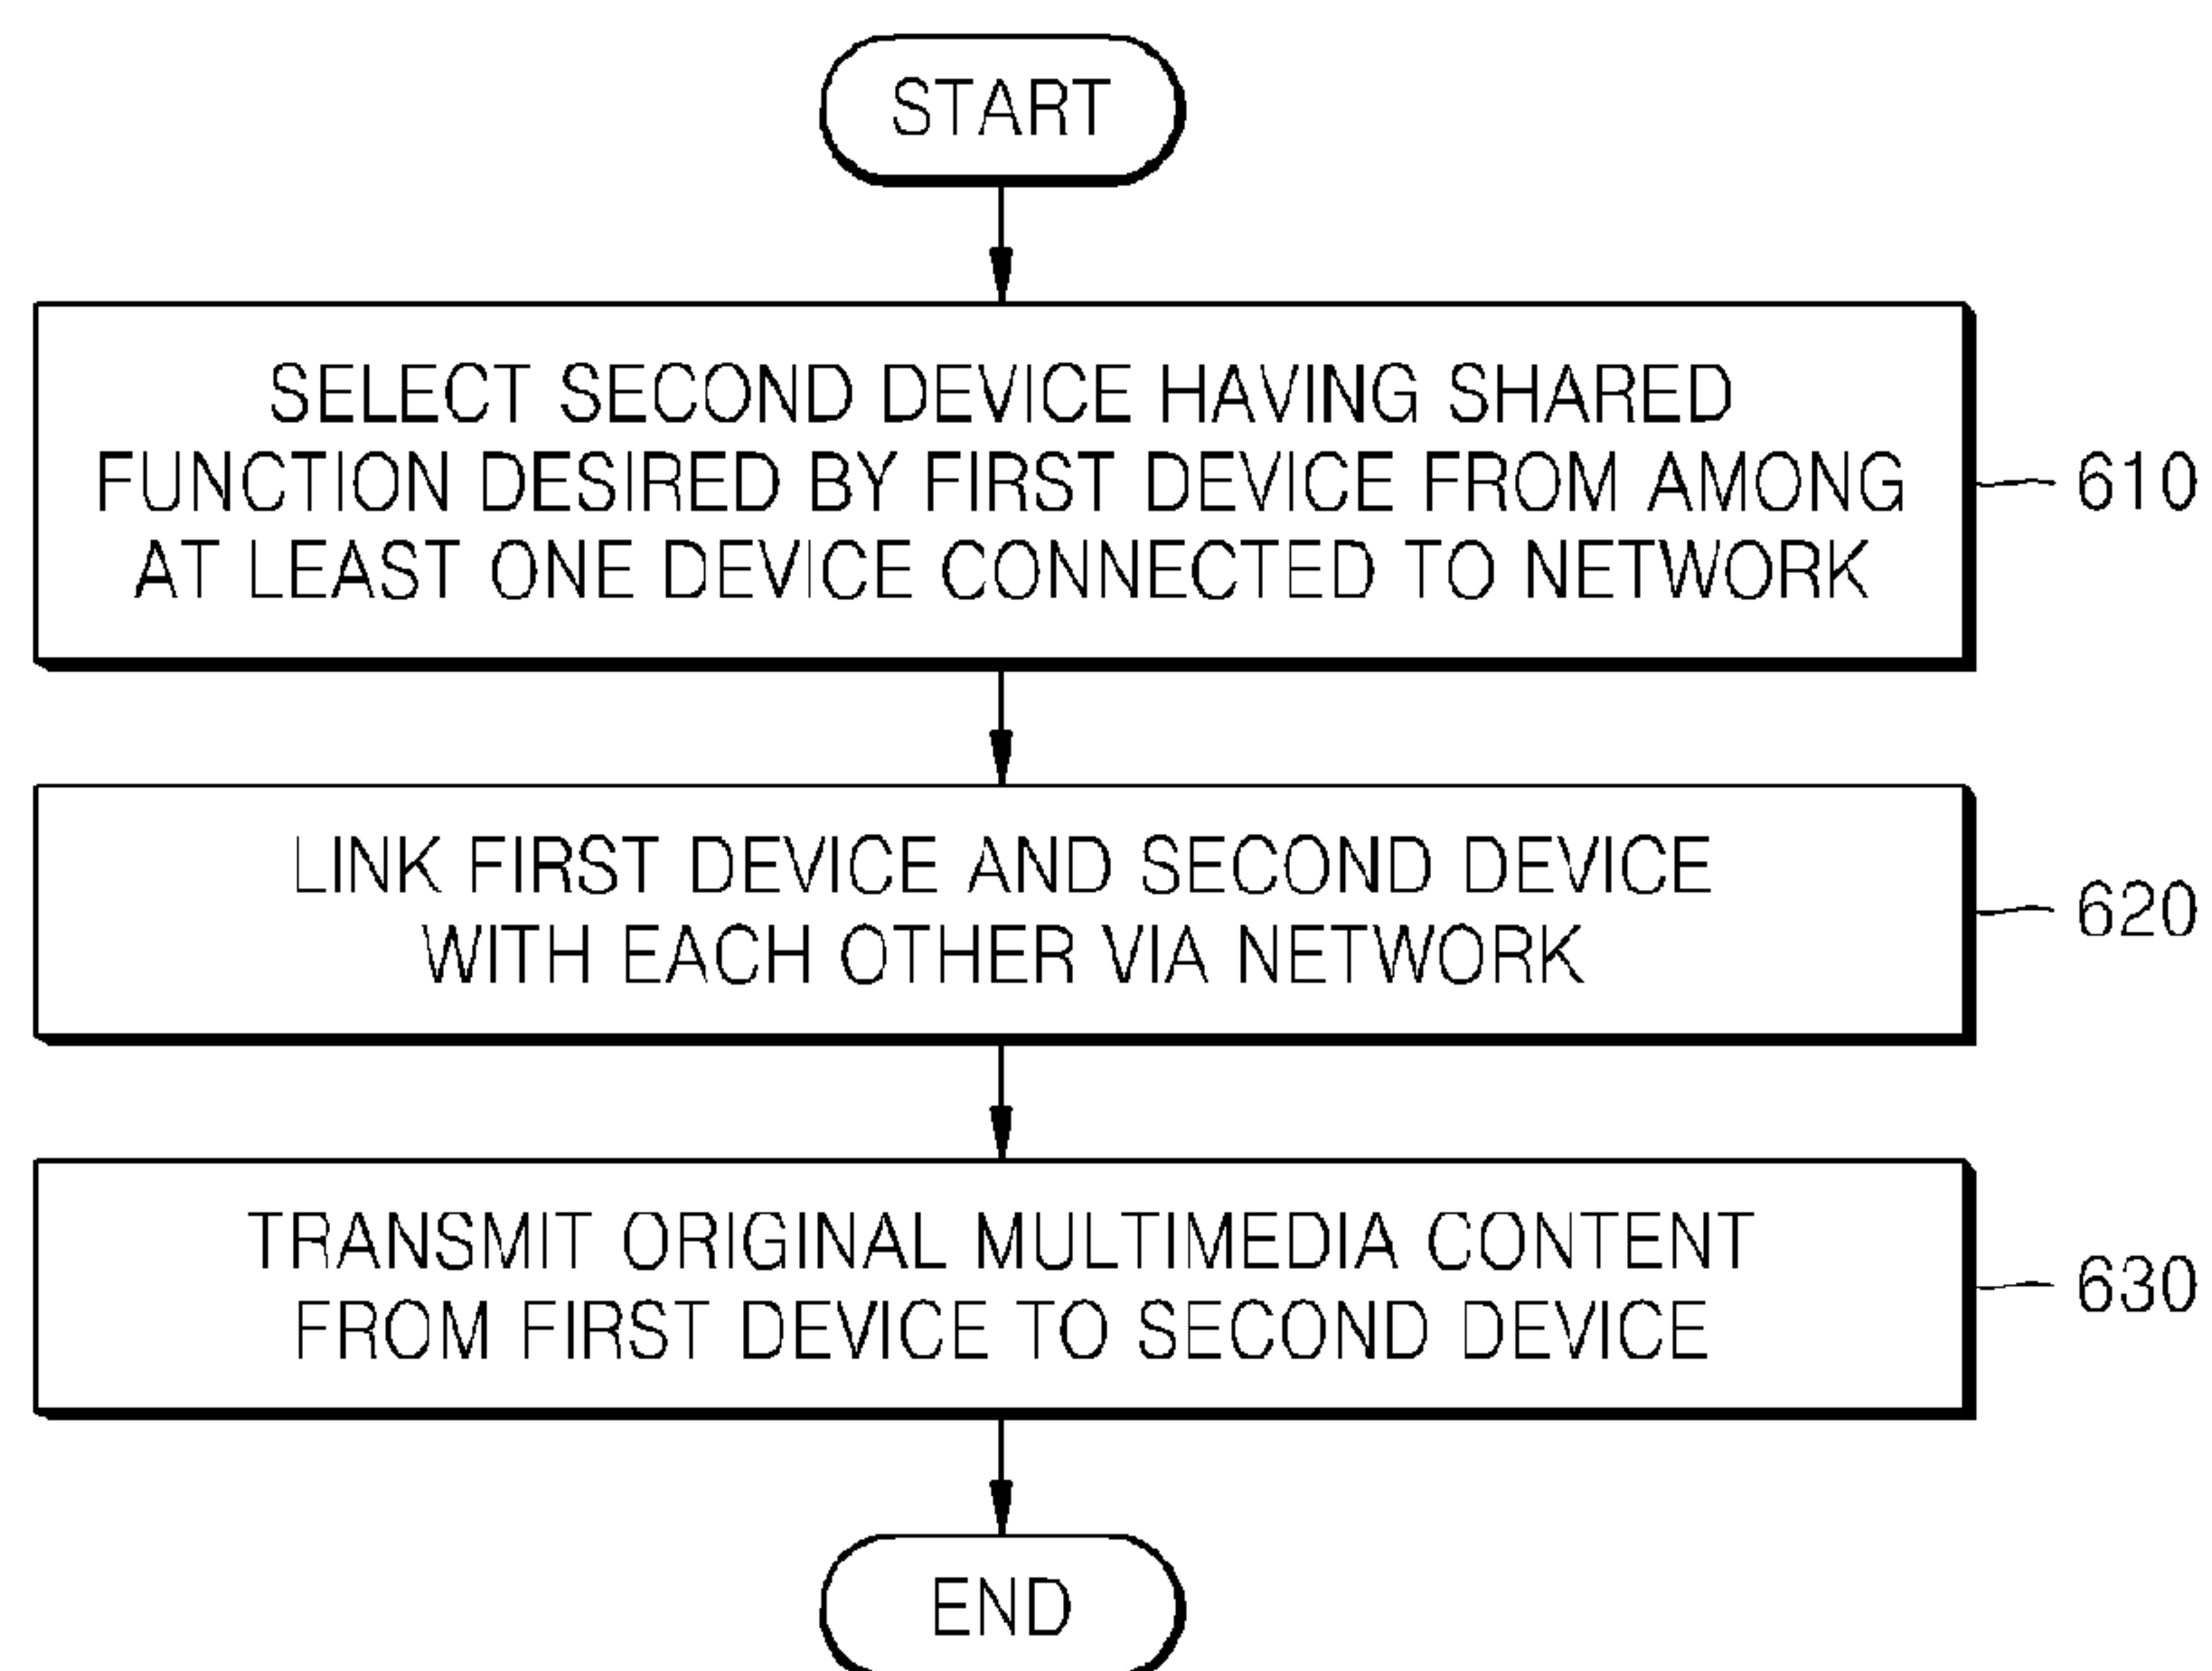 START
SELECT SECOND DEVICE HAVING SHARED
FUNCTION DESIRED BY FIRST DEVICE FROM AMONG
AT LEAST ONE DEVICE CONNECTED TO NETWORK
610
LINK FIRST DEVICE AND SECOND DEVICE
WITH EACH OTHER VIA NETWORK
620
TRANSMIT ORIGINAL MULTIMEDIA CONTENT
FROM FIRST DEVICE TO SECOND DEVICE
630
END